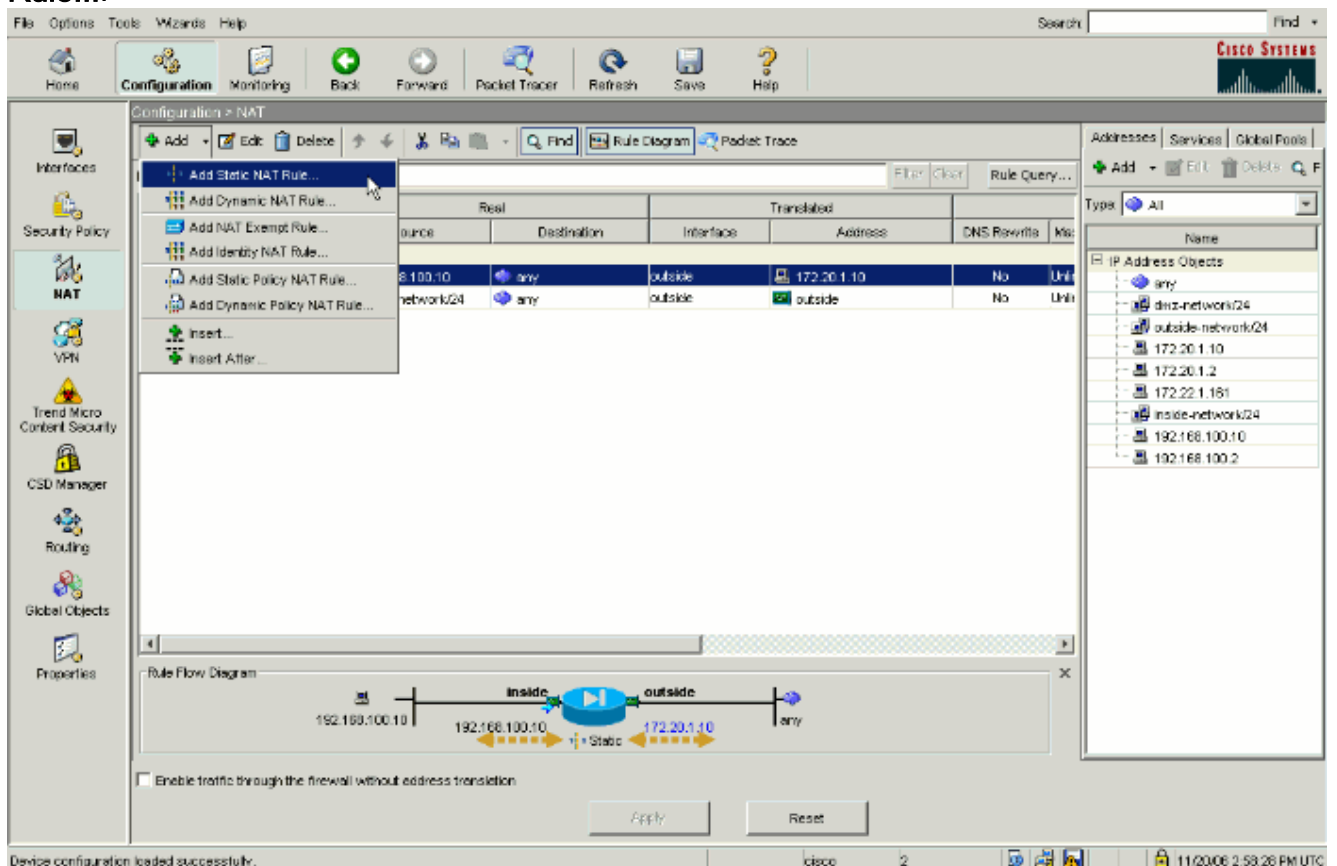 File Options Tools Wizards Help Search: Find
Home Configuration Monitoring Back Forward Packet Tracer Refresh Save Help
CISCO SYSTEMS
Configuration > NAT
Add Edit Delete Find Rule Diagram Packet Trace
Add Static NAT Rule...
Add Dynamic NAT Rule...
Add NAT Exempt Rule...
Add Identity NAT Rule...
Add Static Policy NAT Rule...
Add Dynamic Policy NAT Rule...
Insert...
Insert After...
Filter Clear Rule Query...
Real Translated
Destination Interface Address DNS Rewrite
any outside 172.20.1.10 No
any outside outside No
Interfaces
Security Policy
NAT
VPN
Trend Micro
Content Security
CSD Manager
Routing
Global Objects
Properties
Addresses Services Global Pools
Add Edit Delete F
Type: All
Name
IP Address Objects
any
dmz-network/24
outside-network/24
172.20.1.10
172.20.1.2
172.22.1.161
inside-network/24
192.168.100.10
192.168.100.2
Rule Flow Diagram
inside outside
192.168.100.10 192.168.100.10 172.20.1.10 any
Static
Enable traffic through the firewall without address translation
Apply Reset
Device configuration loaded successfully. cisco 2 11/20/06 2:58:28 PM UTC